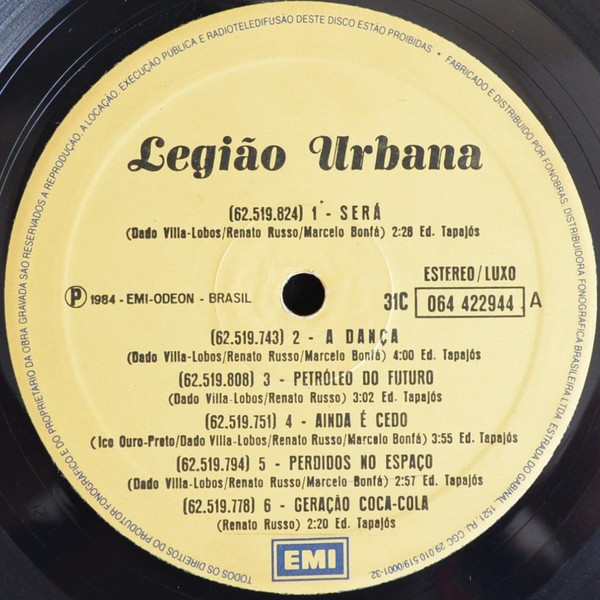 TODOS OS DIREITOS DO PRODUTOR FONOGRÁFICO E DO PROPRIETÁRIO DA OBRA GRAVADA SÃO RESERVADOS A REPRODUÇÃO, A LOCAÇÃO, EXECUÇÃO PÚBLICA E RADIOTELEDIFUSÃO DESTE DISCO ESTÃO PROIBIDAS • FABRICADO E DISTRIBUIDO POR FONOBRAS, DISTRIBUIDORA FONOGRÁFICA BRASILEIRA LTDA, ESTRADA DO GABINAL, 1521, RJ CGC 29.010.519/0001-32
Legião Urbana
(62.519.824) 1 - SERÁ
(Dado Villa-Lobos/Renato Russo/Marcelo Bonfá) 2:28 Ed. Tapajós
ESTEREO/LUXO
Ⓟ 1984 - EMI-ODEON - BRASIL
31C 064 422944 A
(62.519.743) 2 - A DANÇA
(Dado Villa-Lobos/Renato Russo/Marcelo Bonfá) 4:00 Ed. Tapajós
(62.519.808) 3 - PETRÓLEO DO FUTURO
(Dado Villa-Lobos/Renato Russo) 3:02 Ed. Tapajós
(62.519.751) 4 - AINDA É CEDO
(Ico Ouro-Preto/Dado Villa-Lobos/Renato Russo/Marcelo Bonfá) 3:55 Ed. Tapajós
(62.519.794) 5 - PERDIDOS NO ESPAÇO
(Dado Villa-Lobos/Renato Russo/Marcelo Bonfá) 2:57 Ed. Tapajós
(62.519.778) 6 - GERAÇÃO COCA-COLA
(Renato Russo) 2:20 Ed. Tapajós
EMI